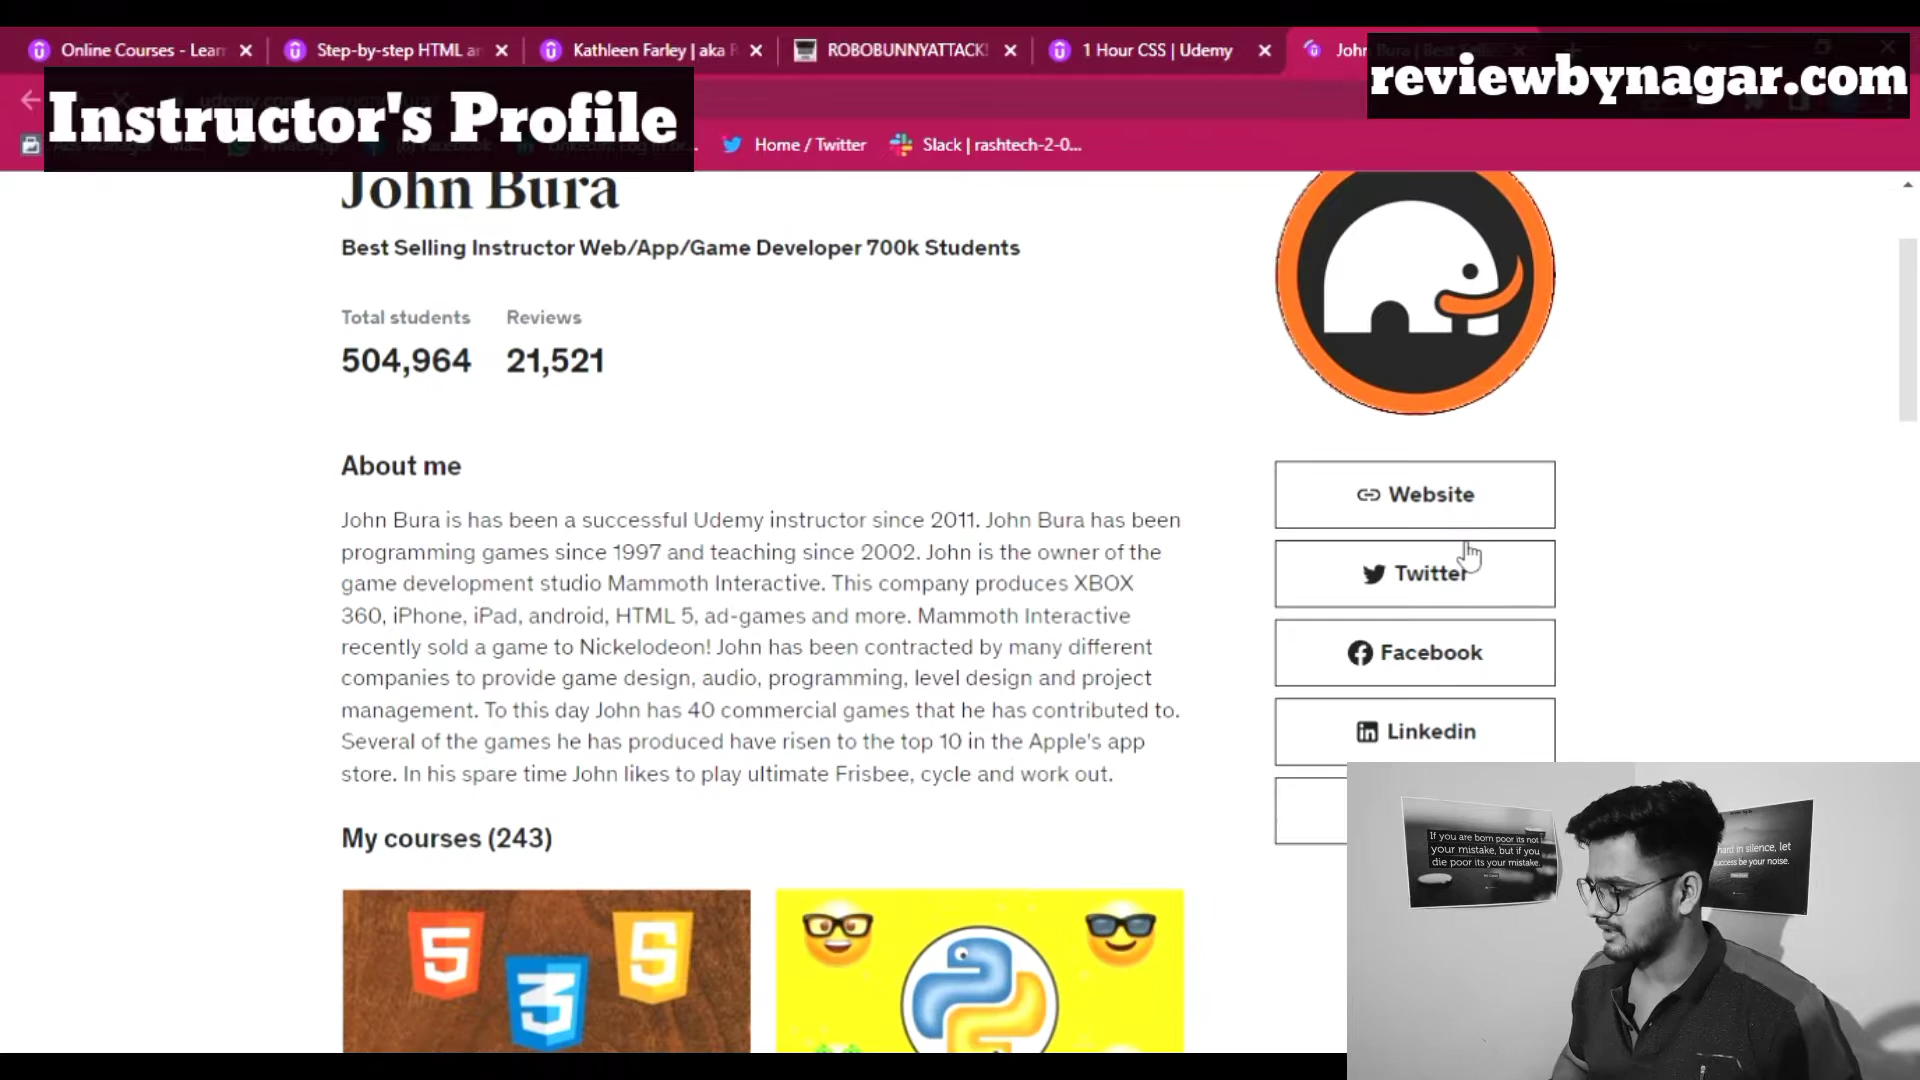 Online Courses - Lear
Step-by-step HTML a
Kathleen Farley | aka
ROBOBUNNYATTACK!
1 Hour CSS | Udemy
John Bura | Best Selli
reviewbynagar.com
Instructor's Profile
Home / Twitter
Slack | rashtech-2-0...
John Bura
Best Selling Instructor Web/App/Game Developer 700k Students
Total students
Reviews
504,964
21,521
About me
John Bura is has been a successful Udemy instructor since 2011. John Bura has been
programming games since 1997 and teaching since 2002. John is the owner of the
game development studio Mammoth Interactive. This company produces XBOX
360, iPhone, iPad, android, HTML 5, ad-games and more. Mammoth Interactive
recently sold a game to Nickelodeon! John has been contracted by many different
companies to provide game design, audio, programming, level design and project
management. To this day John has 40 commercial games that he has contributed to.
Several of the games he has produced have risen to the top 10 in the Apple's app
store. In his spare time John likes to play ultimate Frisbee, cycle and work out.
Website
Twitter
Facebook
Linkedin
My courses (243)
5
3
5
If you are born poor its not
your mistake, but if you
die poor its your mistake.
hard in silence, let
success be your noise.